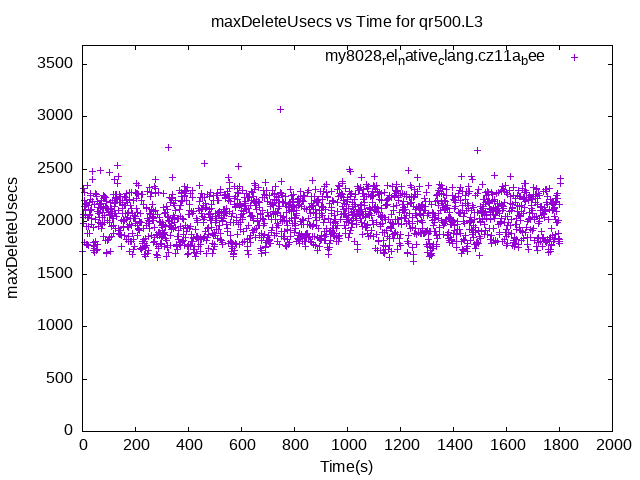 maxDeleteUsecs vs Time for qr500.L3
my8028relnativeclang.cz11abee
3500
3000
2500
2000
1500
1000
500
0
maxDeleteUsecs
0 200 400 600 800 1000 1200 1400 1600 1800 2000
Time(s)